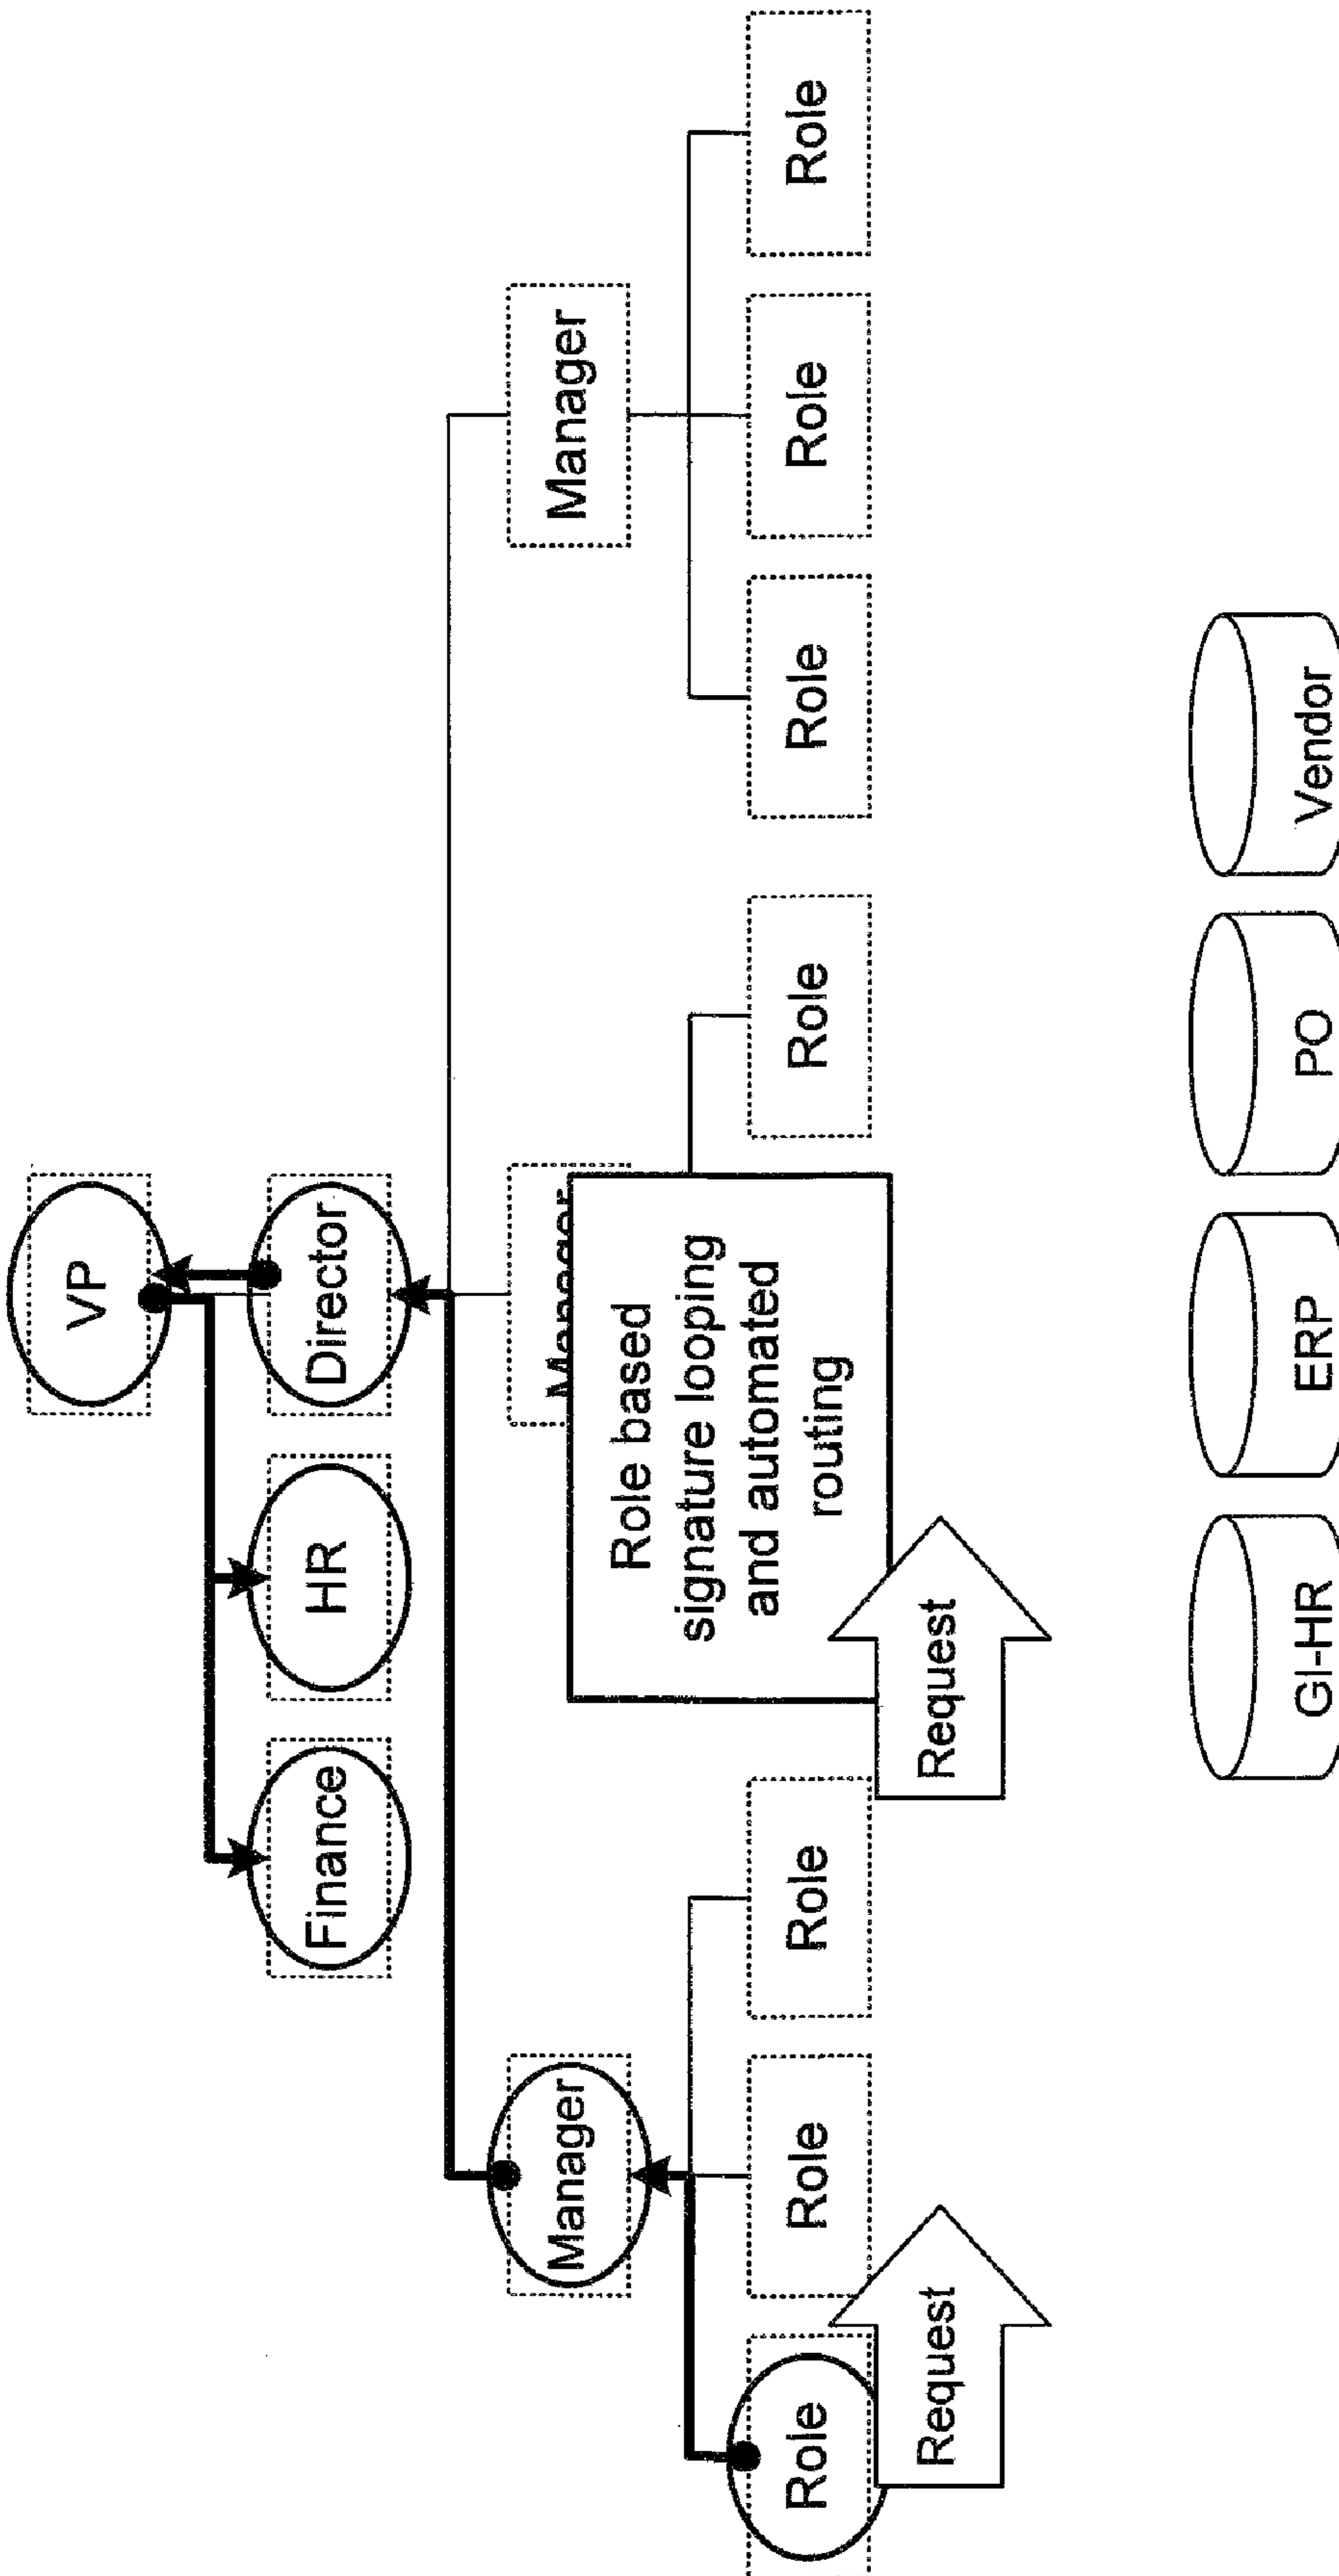 VP
Finance
HR
Director
Manager
Manager
Manager
Role based
signature looping
and automated
routing
Role
Role
Role
Role
Role
Role
Role
Request
Request
GI-HR
ERP
PO
Vendor